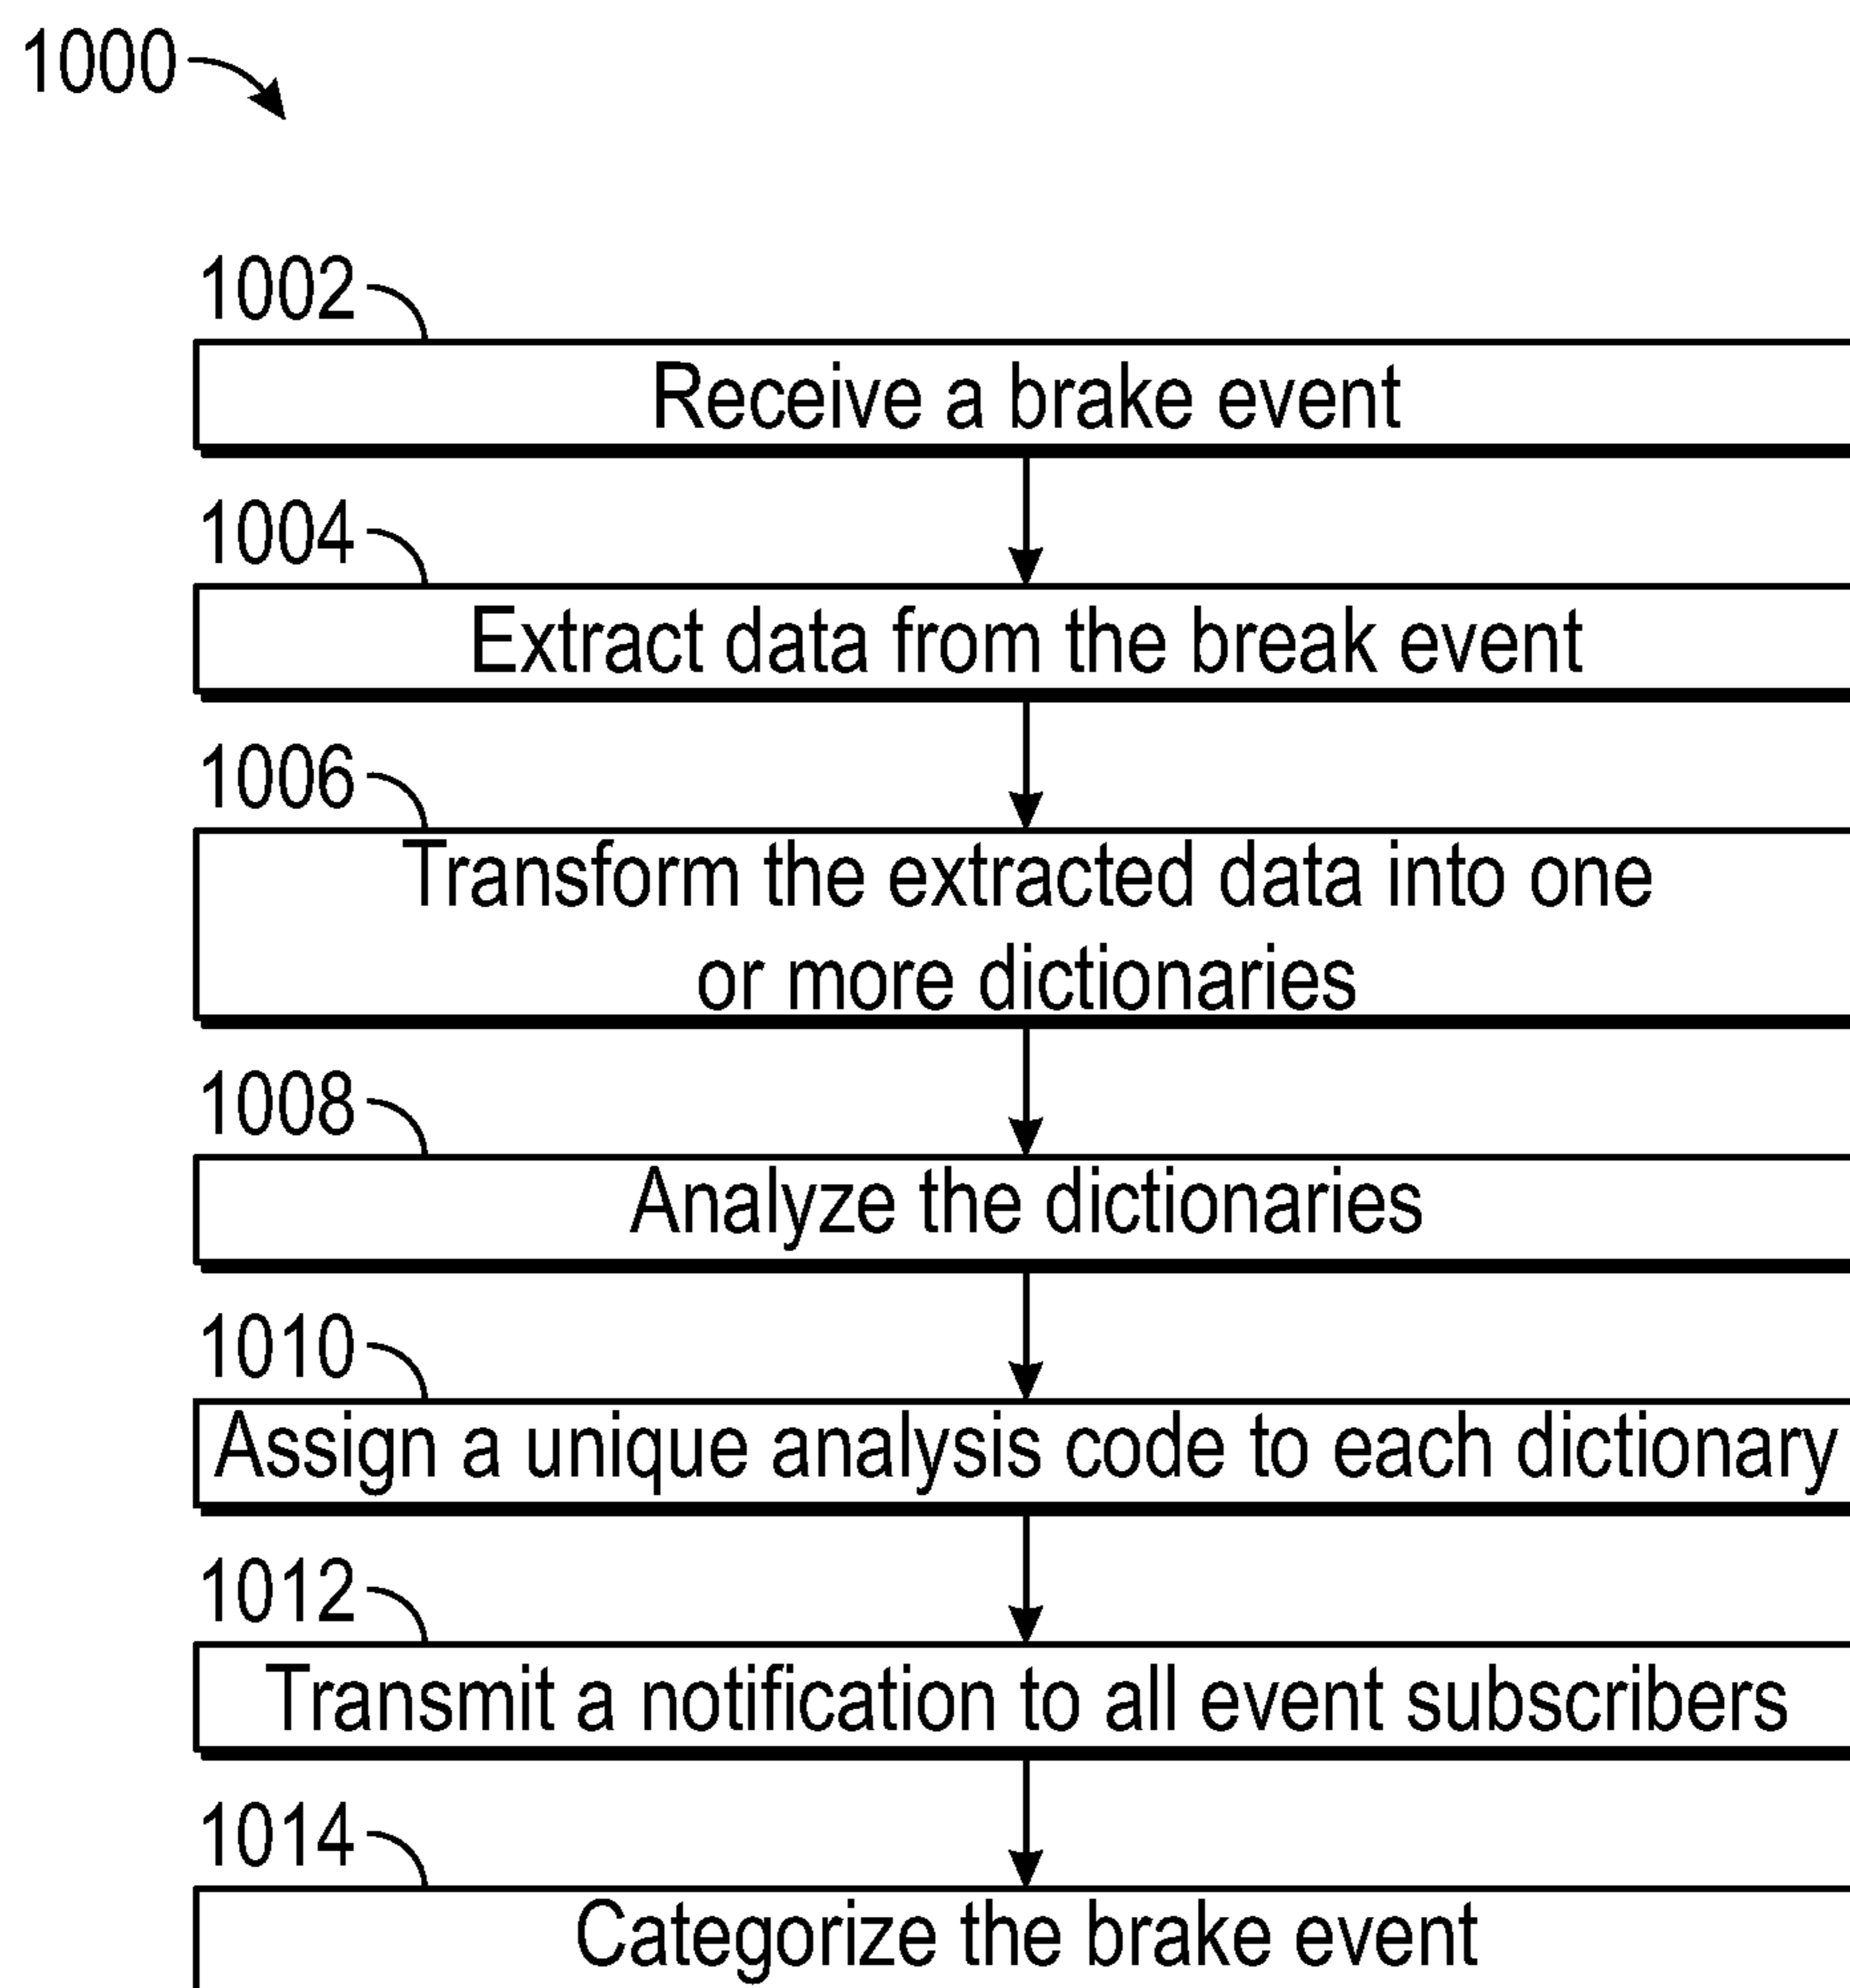 1000
1002
Receive a brake event
1004
Extract data from the break event
1006
Transform the extracted data into one
or more dictionaries
1008
Analyze the dictionaries
1010
Assign a unique analysis code to each dictionary
1012
Transmit a notification to all event subscribers
1014
Categorize the brake event